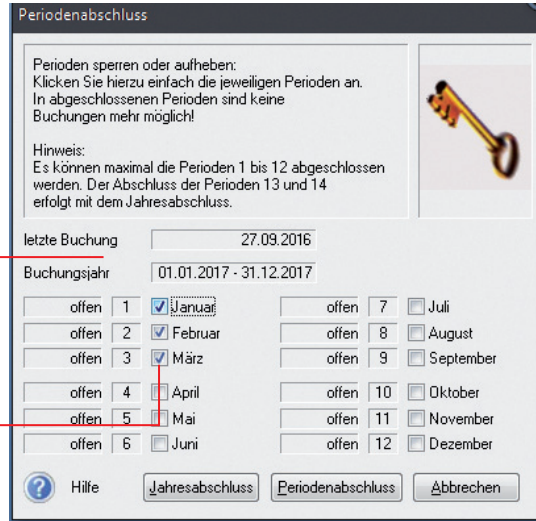 Periodenabschluss
Perioden sperren oder aufheben:
Klicken Sie hierzu einfach die jeweiligen Perioden an.
In abgeschlossenen Perioden sind keine
Buchungen mehr möglich!
Hinweis:
Es können maximal die Perioden 1 bis 12 abgeschlossen
werden. Der Abschluss der Perioden 13 und 14
erfolgt mit dem Jahresabschluss.
letzte Buchung 27.09.2016
Buchungsjahr 01.01.2017 - 31.12.2017
offen 1 Januar offen 7 Juli
offen 2 Februar offen 8 August
offen 3 März offen 9 September
offen 4 April offen 10 Oktober
offen 5 Mai offen 11 November
offen 6 Juni offen 12 Dezember
? Hilfe Jahresabschluss Periodenabschluss Abbrechen